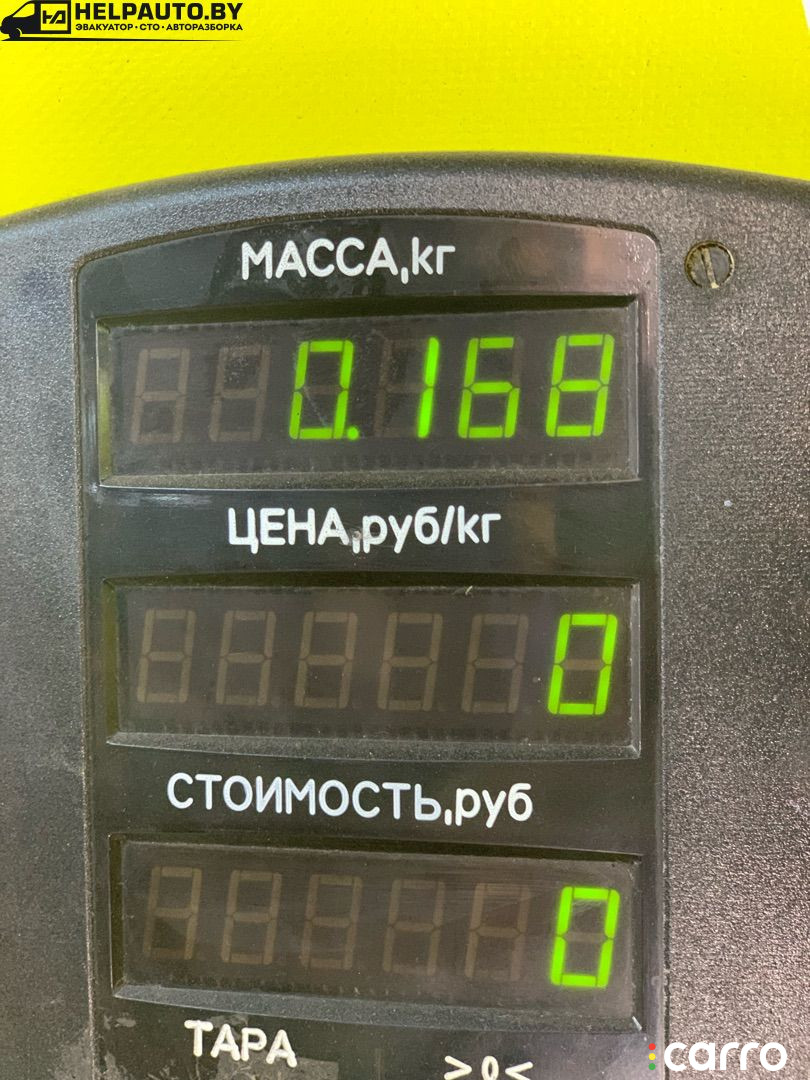 HELPAUTO.BY
ЭВАКУАТОР • СТО • АВТОРАЗБОРКА
МАССА,кг
0.168
ЦЕНА,руб/кг
0
СТОИМОСТЬ,руб
0
ТАРА >0<
carro